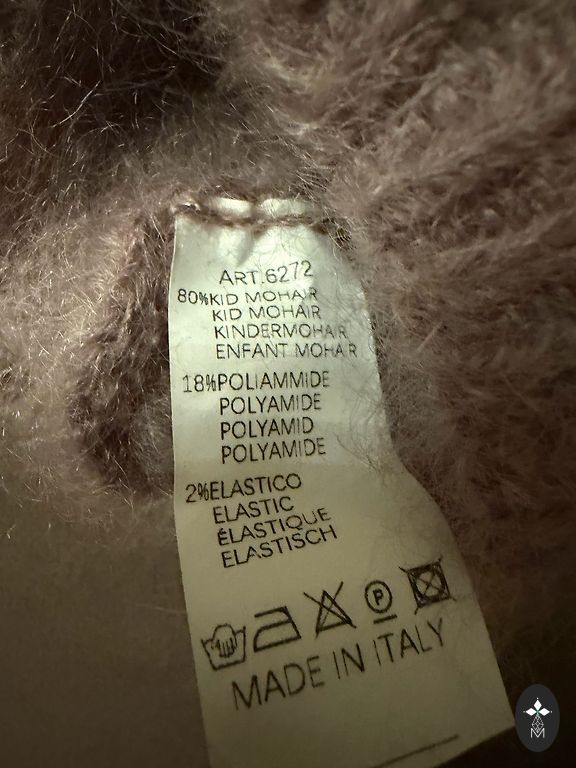 ART.6272
80%KID MOHAIR
KID MOHAIR
KINDERMOHAIR
ENFANT MOHAIR
18%POLIAMMIDE
POLYAMIDE
POLYAMID
POLYAMIDE
2%ELASTICO
ELASTIC
ÉLASTIQUE
ELASTISCH
P
MADE IN ITALY
M